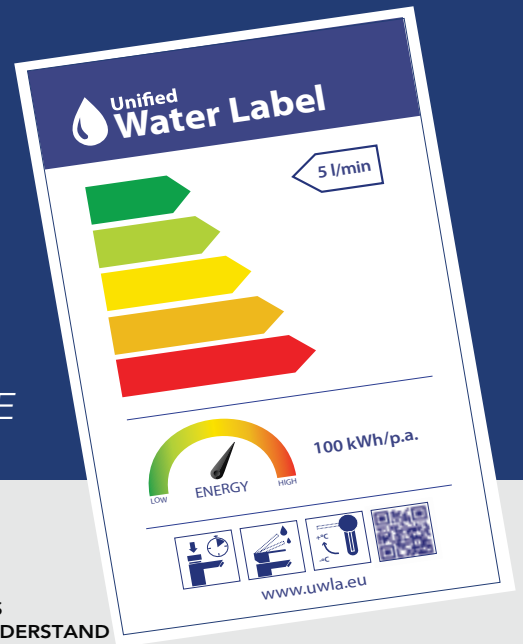 Unified
Water Label
5 l/min
E
100 kWh/p.a.
LOW
ENERGY
HIGH
+°C
-°C
www.uwla.eu
S
DERSTAND